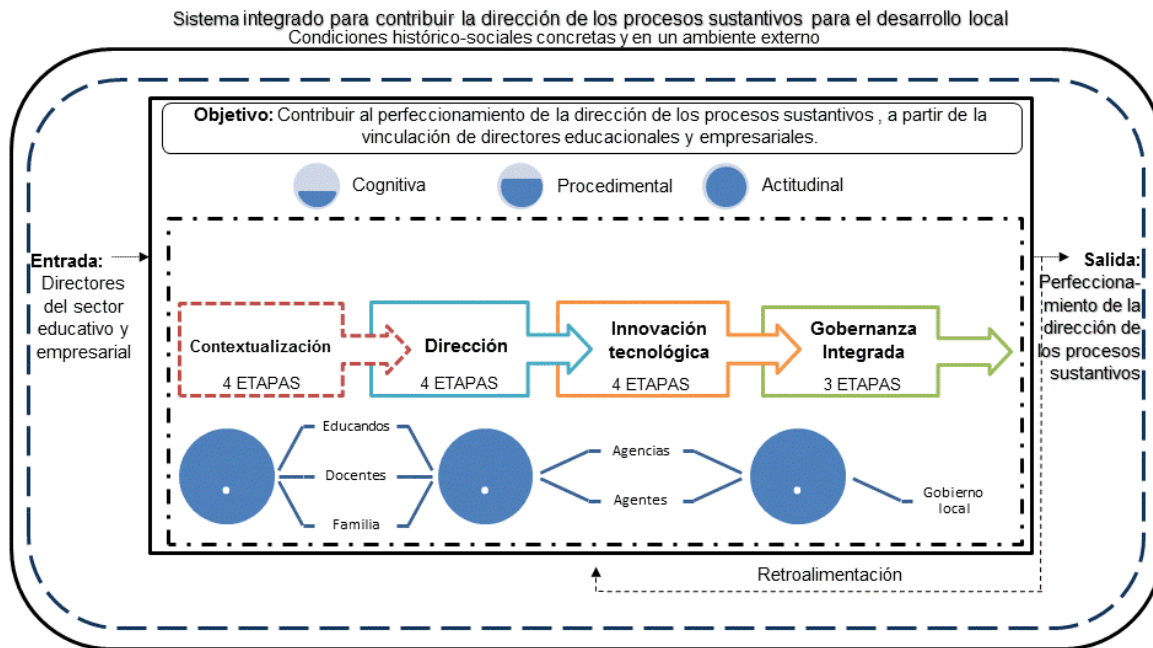 Sistema integrado para contribuir la dirección de los procesos sustantivos para el desarrollo local
Condiciones histórico-sociales concretas y en un ambiente externo
Objetivo: Contribuir al perfeccionamiento de la dirección de los procesos sustantivos , a partir de la
vinculación de directores educacionales y empresariales.
Cognitiva
Procedimental
Actitudinal
Entrada:
Directores
del sector
educativo y
empresarial
Contextualización
4 ETAPAS
Dirección
4 ETAPAS
Innovación
tecnológica
4 ETAPAS
Gobernanza
Integrada
3 ETAPAS
Salida:
Perfecciona-
miento de la
dirección de
los procesos
sustantivos
Educandos
Docentes
Familia
Agencias
Agentes
Gobierno
local
Retroalimentación